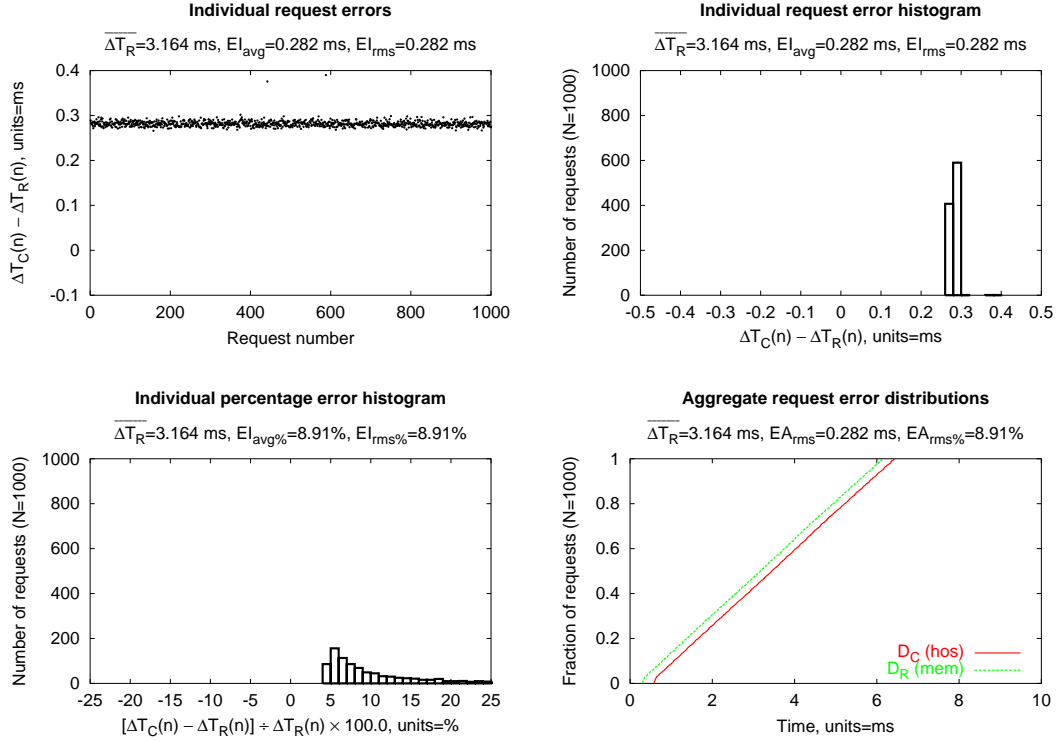 Individual request errors
ΔT_R=3.164 ms, EI_avg=0.282 ms, EI_rms=0.282 ms
ΔT_C(n) − ΔT_R(n), units=ms
0.4
0.3
0.2
0.1
0
-0.1
0 200 400 600 800 1000
Request number
Individual request error histogram
ΔT_R=3.164 ms, EI_avg=0.282 ms, EI_rms=0.282 ms
Number of requests (N=1000)
1000
800
600
400
200
0
-0.5 -0.4 -0.3 -0.2 -0.1 0 0.1 0.2 0.3 0.4 0.5
ΔT_C(n) − ΔT_R(n), units=ms
Individual percentage error histogram
ΔT_R=3.164 ms, EI_avg%=8.91%, EI_rms%=8.91%
Number of requests (N=1000)
1000
800
600
400
200
0
-25 -20 -15 -10 -5 0 5 10 15 20 25
[ΔT_C(n) − ΔT_R(n)] ÷ ΔT_R(n) × 100.0, units=%
Aggregate request error distributions
ΔT_R=3.164 ms, EA_rms=0.282 ms, EA_rms%=8.91%
Fraction of requests (N=1000)
1
0.8
0.6
0.4
0.2
0
D_C (hos)
D_R (mem)
0 2 4 6 8 10
Time, units=ms